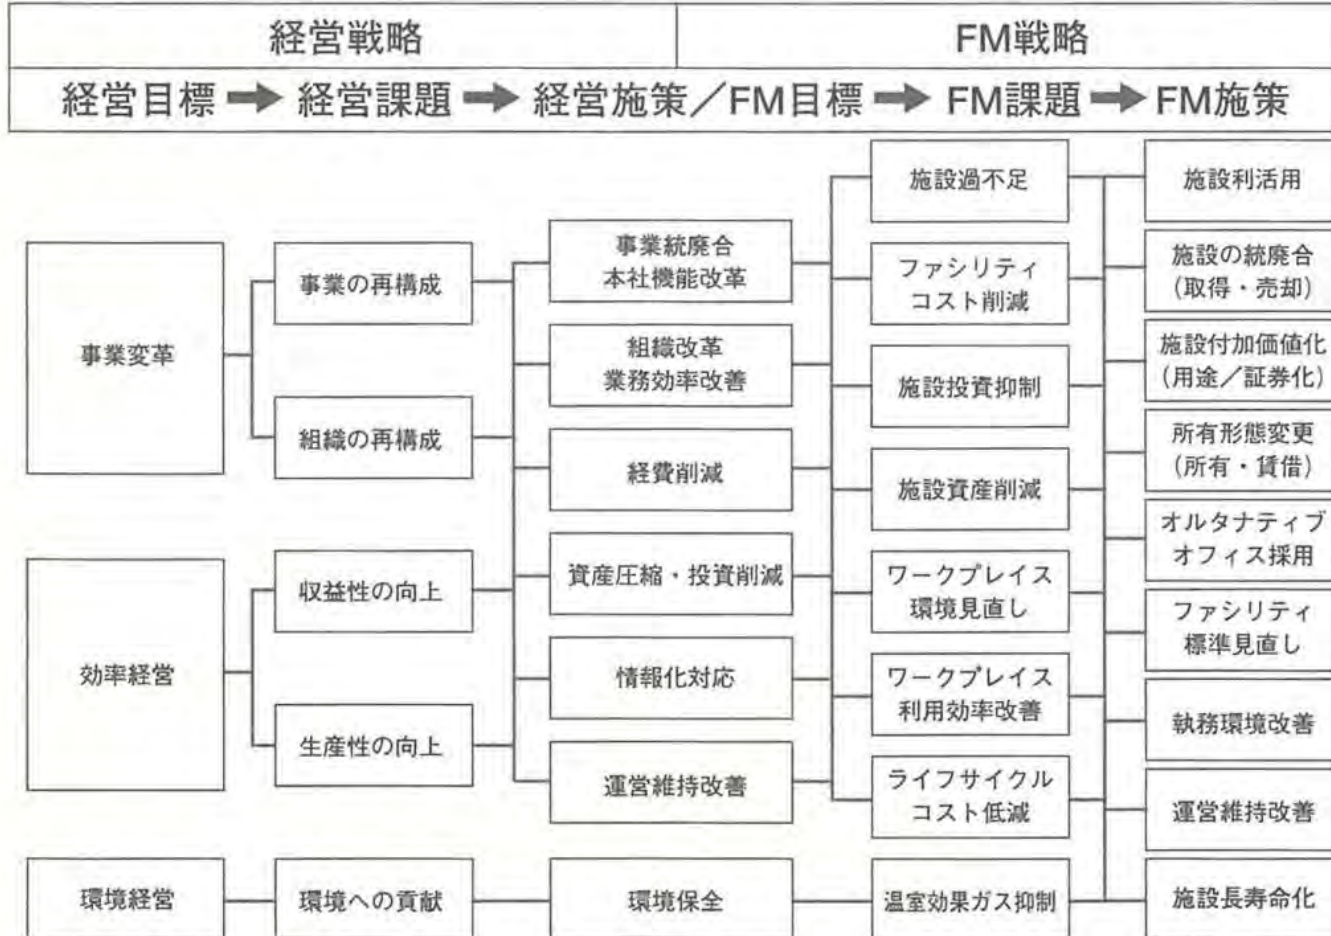 経営戦略
FM戦略
経営目標 ➡ 経営課題 ➡ 経営施策／FM目標 ➡ FM課題 ➡ FM施策
事業変革
効率経営
環境経営
事業の再構成
組織の再構成
収益性の向上
生産性の向上
環境への貢献
事業統廃合
本社機能改革
組織改革
業務効率改善
経費削減
資産圧縮・投資削減
情報化対応
運営維持改善
環境保全
施設過不足
ファシリティ
コスト削減
施設投資抑制
施設資産削減
ワークプレイス
環境見直し
ワークプレイス
利用効率改善
ライフサイクル
コスト低減
温室効果ガス抑制
施設利活用
施設の統廃合
（取得・売却）
施設付加価値化
（用途／証券化）
所有形態変更
（所有・賃借）
オルタナティブ
オフィス採用
ファシリティ
標準見直し
執務環境改善
運営維持改善
施設長寿命化